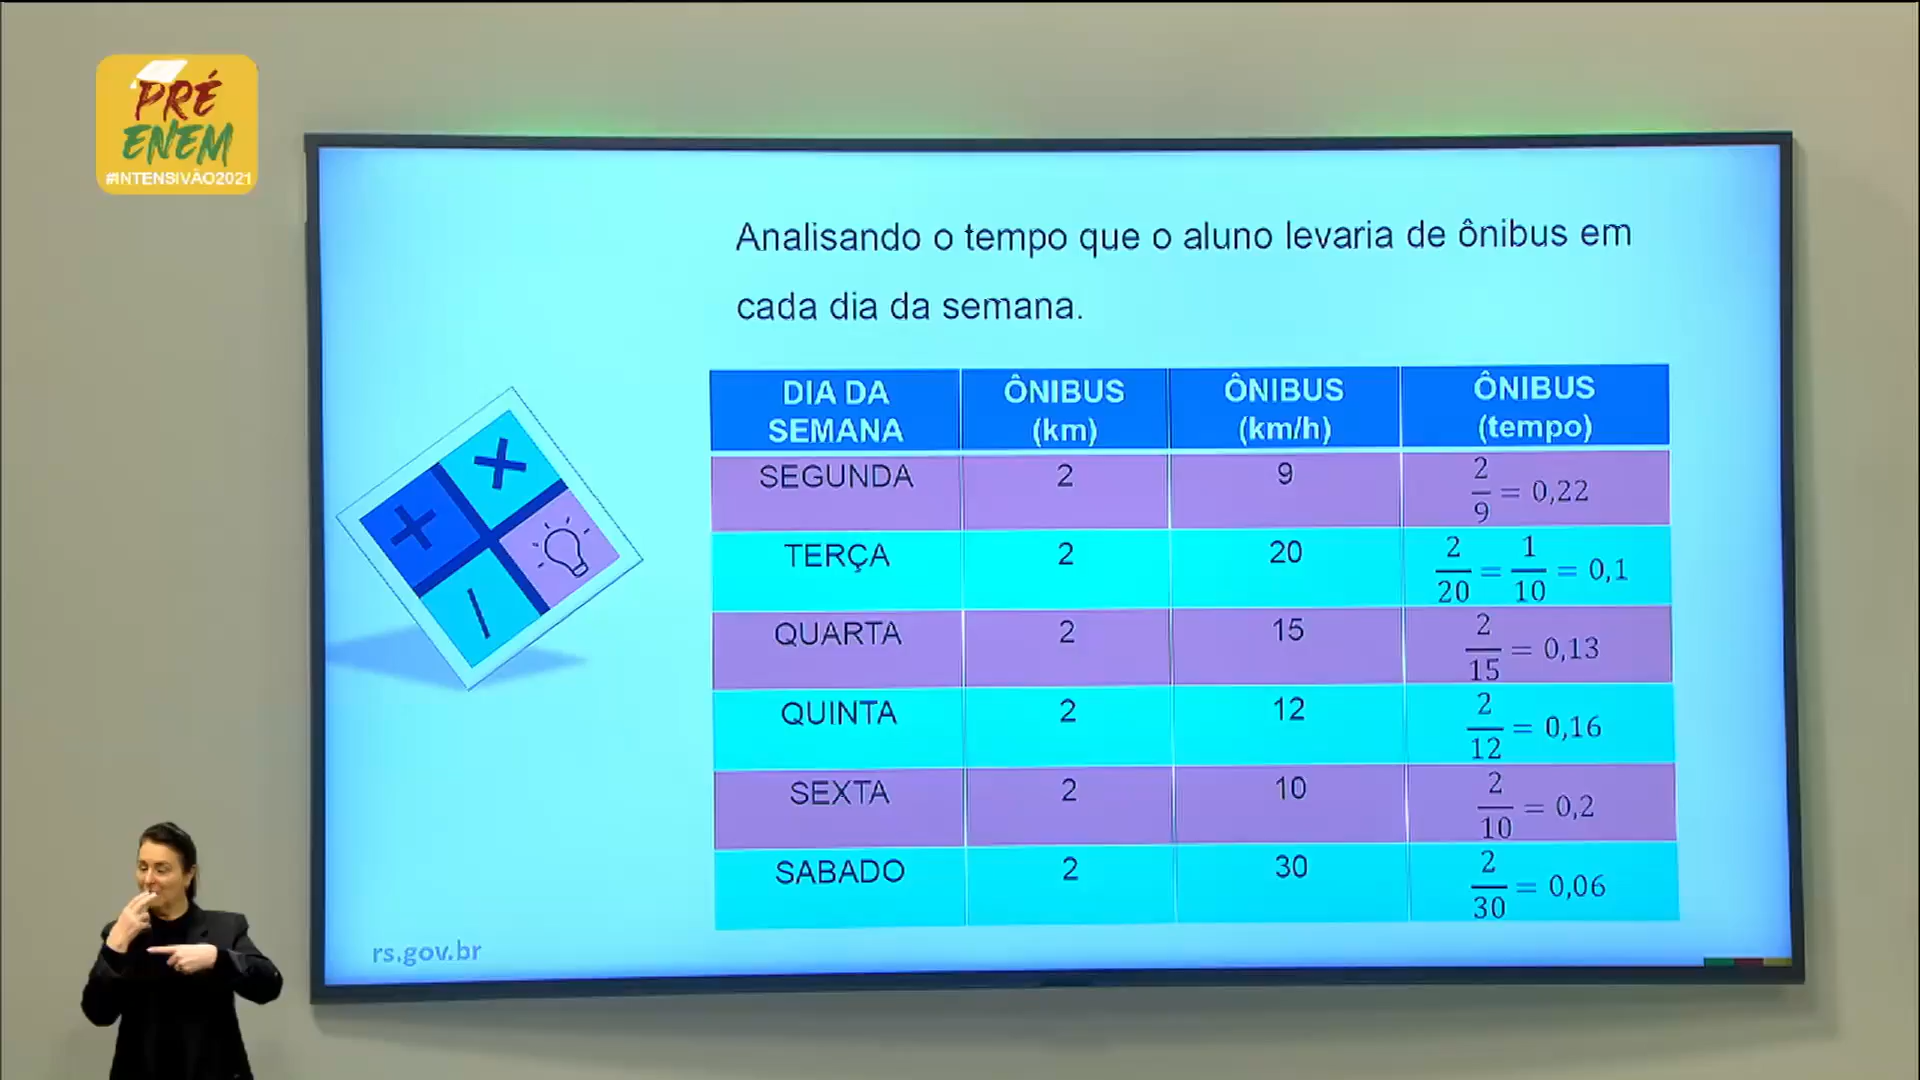 PRÉ
ENEM
#INTENSIVÃO2021
Analisando o tempo que o aluno levaria de ônibus em
cada dia da semana.
DIA DA SEMANA | ÔNIBUS (km) | ÔNIBUS (km/h) | ÔNIBUS (tempo)
SEGUNDA | 2 | 9 | 2/9 = 0,22
TERÇA | 2 | 20 | 2/20 = 1/10 = 0,1
QUARTA | 2 | 15 | 2/15 = 0,13
QUINTA | 2 | 12 | 2/12 = 0,16
SEXTA | 2 | 10 | 2/10 = 0,2
SABADO | 2 | 30 | 2/30 = 0,06
rs.gov.br